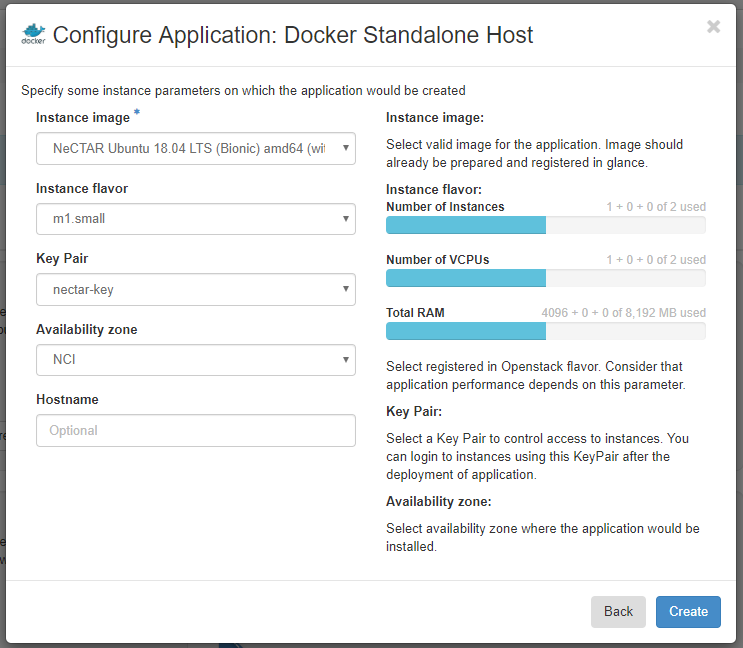 docker
Configure Application: Docker Standalone Host
×
Specify some instance parameters on which the application would be created
Instance image *
NeCTAR Ubuntu 18.04 LTS (Bionic) amd64 (wit
Instance flavor
m1.small
Key Pair
nectar-key
Availability zone
NCI
Hostname
Optional
Instance image:
Select valid image for the application. Image should
already be prepared and registered in glance.
Instance flavor:
Number of Instances 1 + 0 + 0 of 2 used
Number of VCPUs 1 + 0 + 0 of 2 used
Total RAM 4096 + 0 + 0 of 8,192 MB used
Select registered in Openstack flavor. Consider that
application performance depends on this parameter.
Key Pair:
Select a Key Pair to control access to instances. You
can login to instances using this KeyPair after the
deployment of application.
Availability zone:
Select availability zone where the application would be
installed.
Back
Create